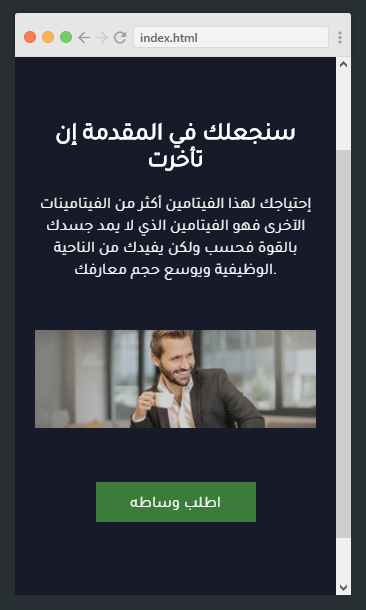 index.html
سنجعلك في المقدمة إن
تأخرت
إحتياجك لهذا الفيتامين أكثر من الفيتامينات
الآخرى فهو الفيتامين الذي لا يمد جسدك
بالقوة فحسب ولكن يفيدك من الناحية
الوظيفية ويوسع حجم معارفك.
اطلب وساطه